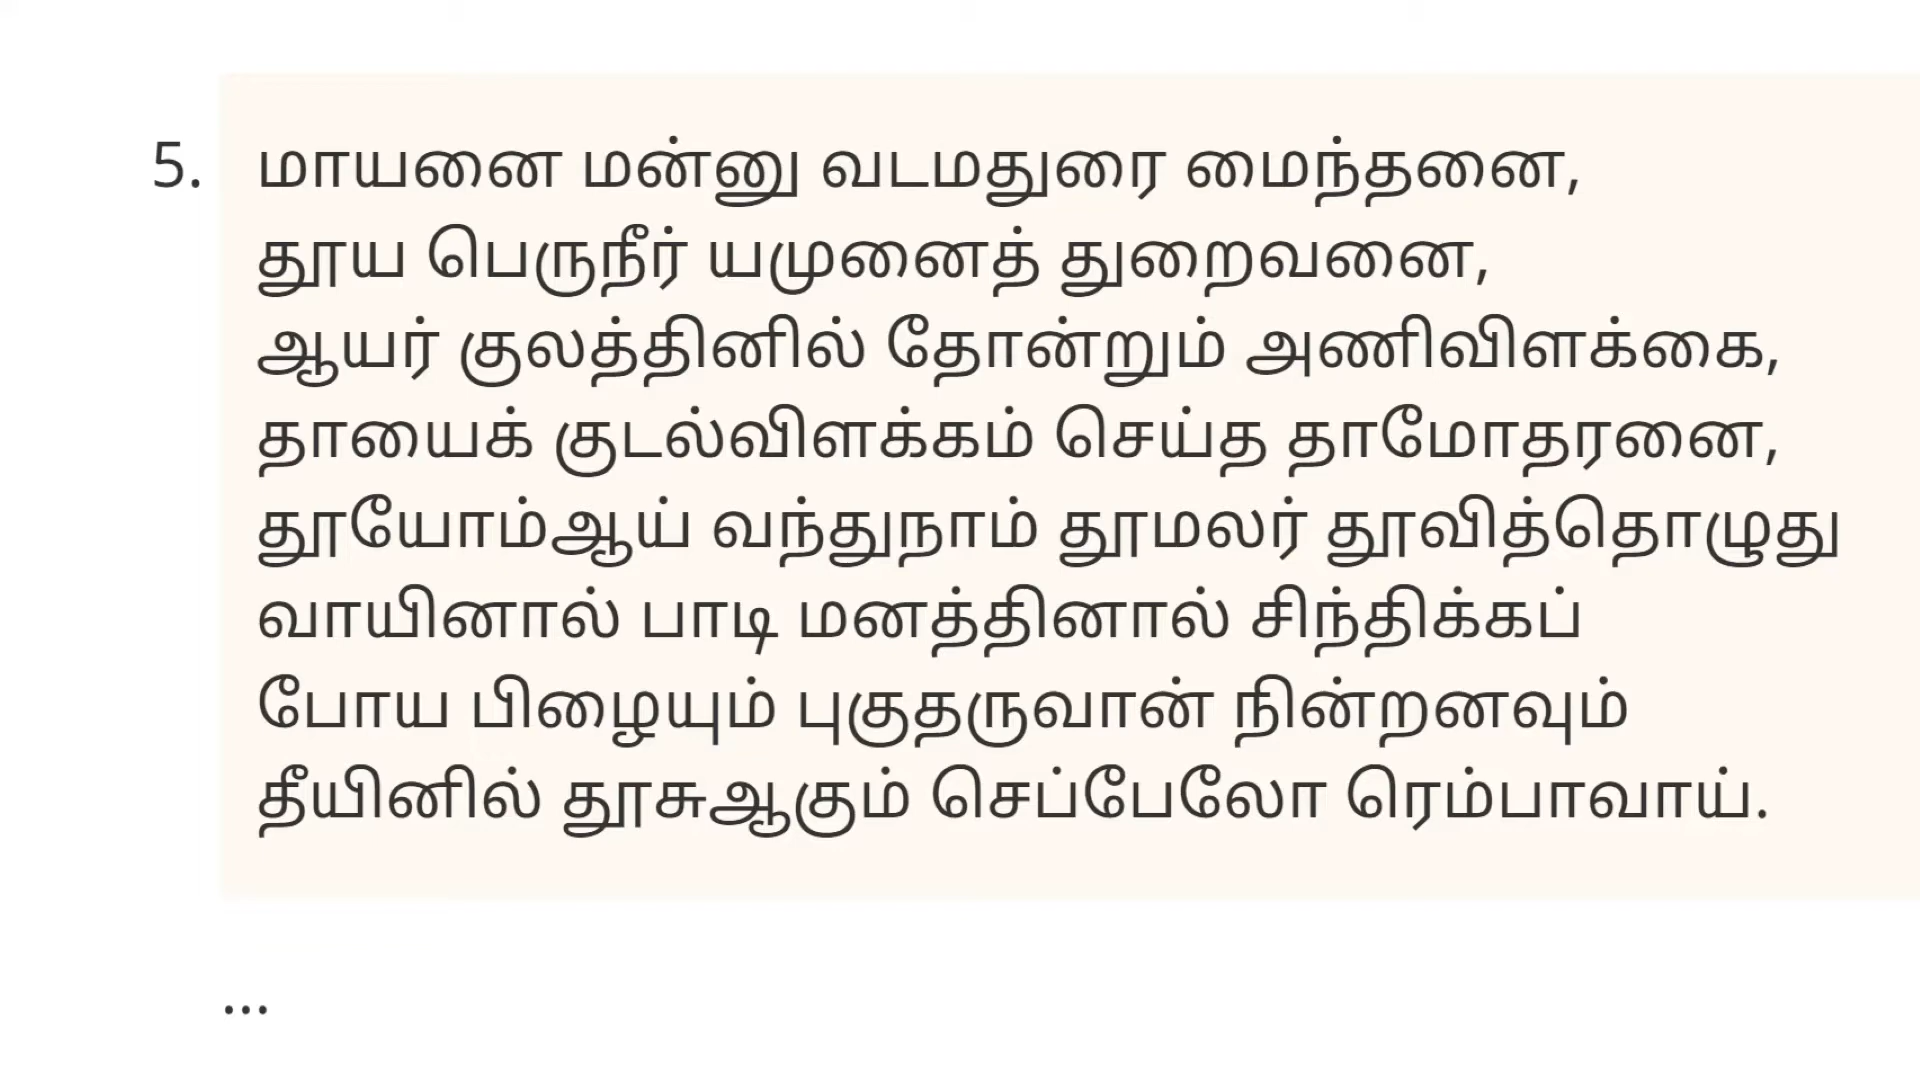 5. மாயனை மன்னு வடமதுரை மைந்தனை,
தூய பெருநீர் யமுனைத் துறைவனை,
ஆயர் குலத்தினில் தோன்றும் அணிவிளக்கை,
தாயைக் குடல்விளக்கம் செய்த தாமோதரனை,
தூயோம்ஆய் வந்துநாம் தூமலர் தூவித்தொழுது
வாயினால் பாடி மனத்தினால் சிந்திக்கப்
போய பிழையும் புகுதருவான் நின்றனவும்
தீயினில் தூசுஆகும் செப்பேலோ ரெம்பாவாய்.
...